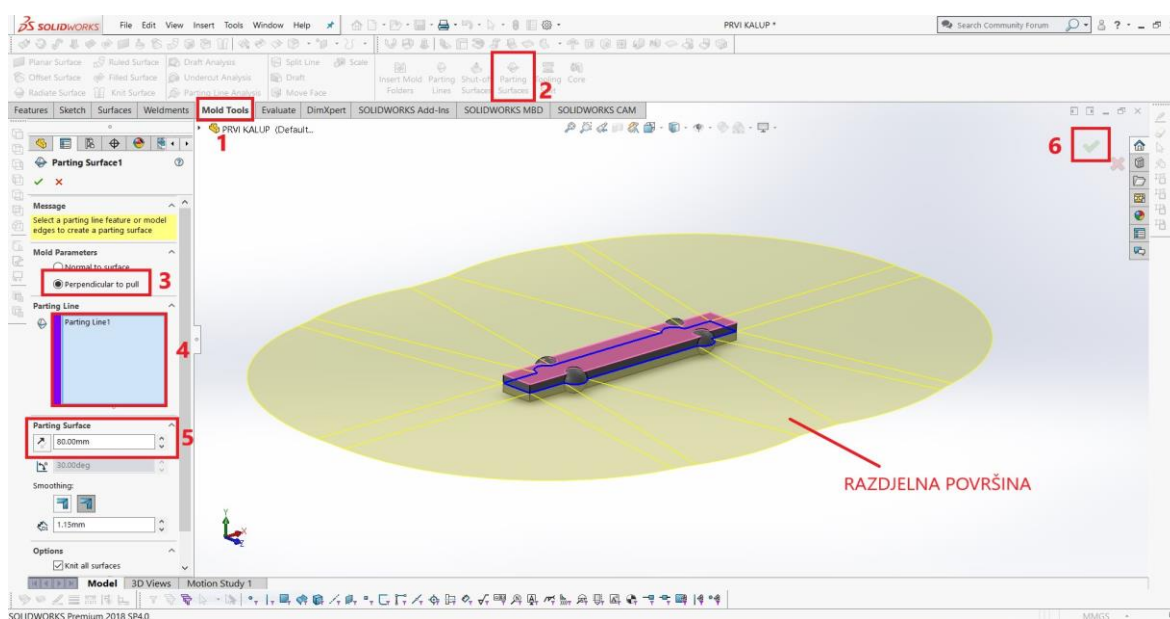 SOLIDWORKS File Edit View Insert Tools Window Help PRVI KALUP * Search Community Forum ?
Planar Surface Ruled Surface Draft Analysis Split Line Scale
Offset Surface Filled Surface Undercut Analysis Draft
Radiate Surface Knit Surface Parting Line Analysis Move Face
Insert Mold Folders Parting Lines Shut-off Surfaces Parting Surfaces Core
2
Features Sketch Surfaces Weldments Mold Tools Evaluate DimXpert SOLIDWORKS Add-Ins SOLIDWORKS MBD SOLIDWORKS CAM
1
PRVI KALUP (Default...
6
Parting Surface1
Message
Select a parting line feature or model
edges to create a parting surface
Mold Parameters
Normal to surface
Perpendicular to pull
3
Parting Line
Parting Line1
4
Parting Surface
80.00mm
5
30.00deg
Smoothing:
1.15mm
Options
Knit all surfaces
RAZDJELNA POVRŠINA
Y
X
Z
Model 3D Views Motion Study 1
SOLIDWORKS Premium 2018 SP4.0
MMGS